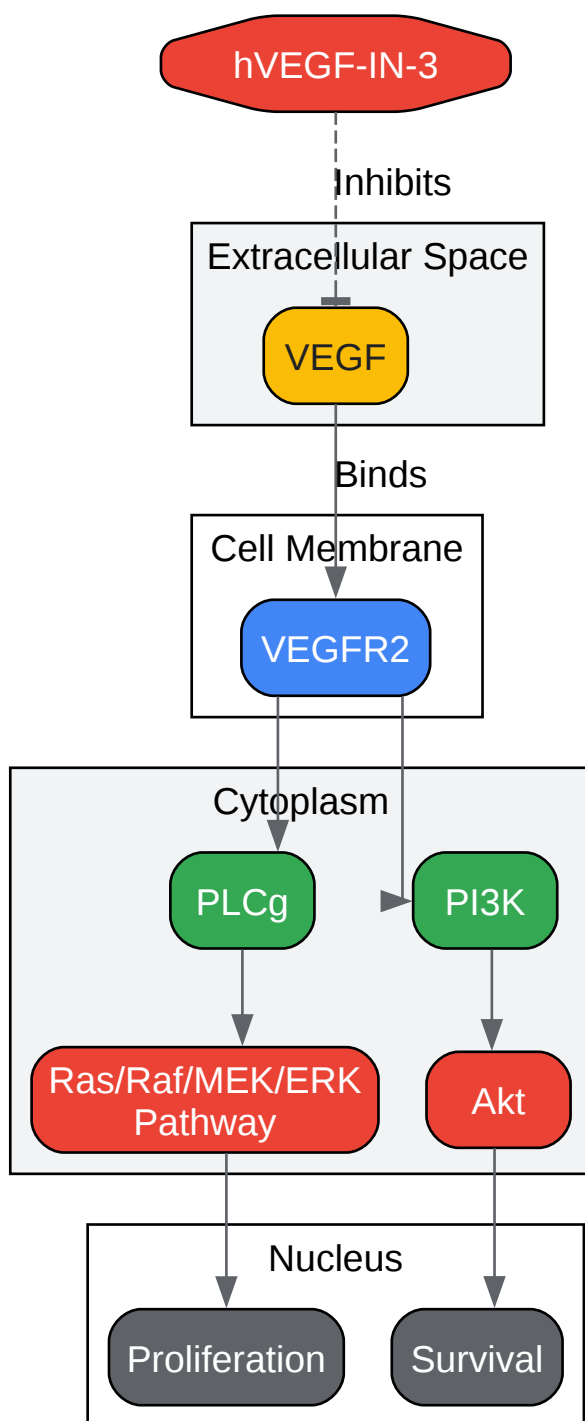 hVEGF-IN-3
Inhibits
Extracellular Space
VEGF
Binds
Cell Membrane
VEGFR2
Cytoplasm
PLCg
PI3K
Ras/Raf/MEK/ERK
Pathway
Akt
Nucleus
Proliferation
Survival